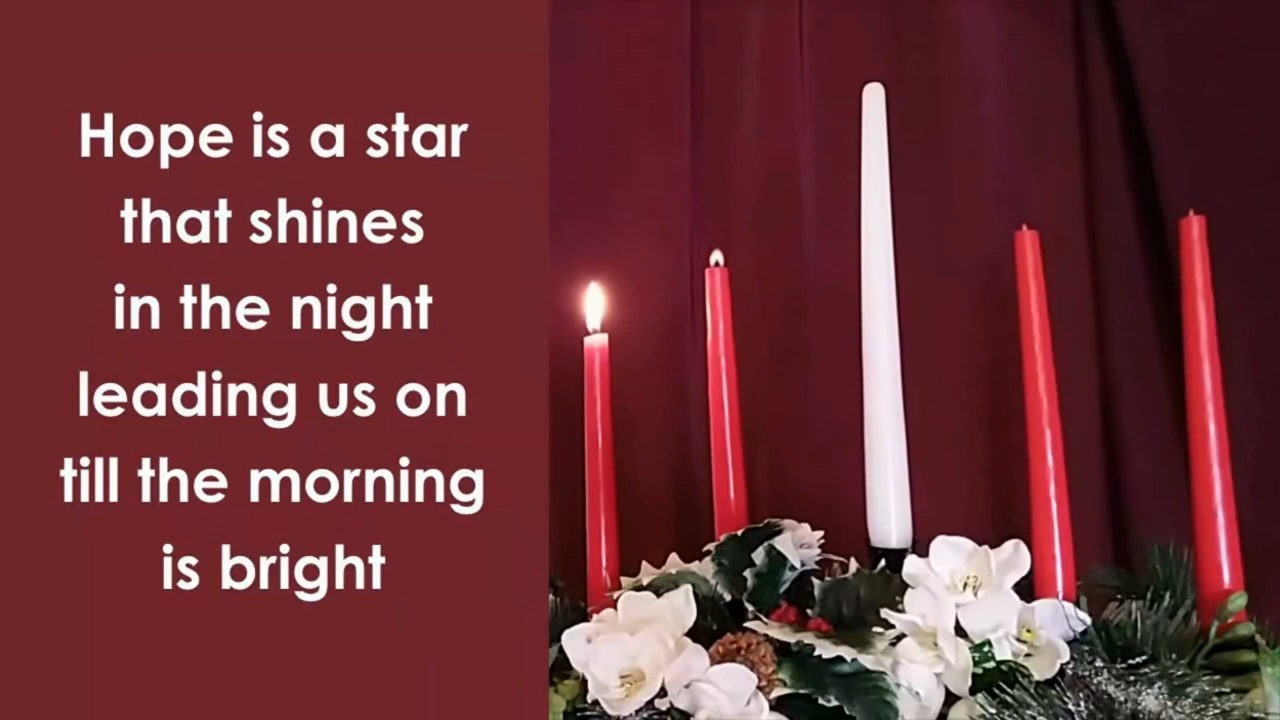 Hope is a star
that shines
in the night
leading us on
till the morning
is bright